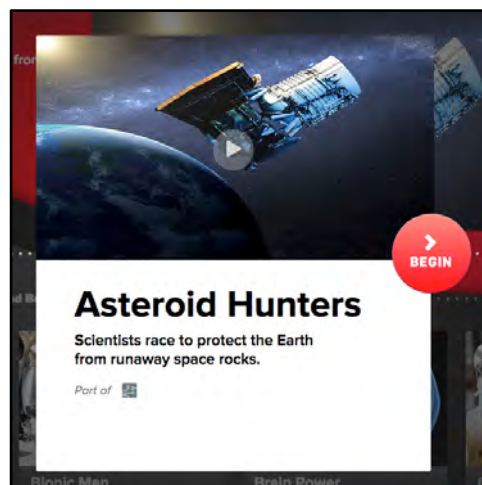 from
BEGIN
Asteroid Hunters
Scientists race to protect the Earth
from runaway space rocks.
Part of
Bionic Man
Brain Power